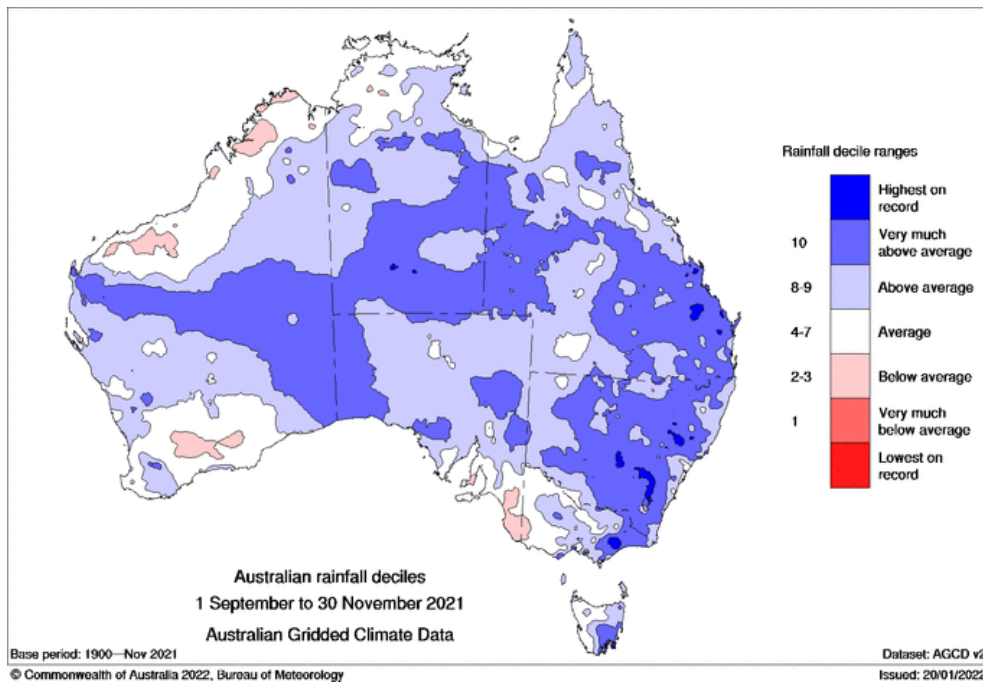 Rainfall decile ranges
Highest on
record
10
Very much
above average
8-9
Above average
4-7
Average
2-3
Below average
1
Very much
below average
Lowest on
record
Australian rainfall deciles
1 September to 30 November 2021
Australian Gridded Climate Data
Base period: 1900—Nov 2021
Dataset: AGCD v2
© Commonwealth of Australia 2022, Bureau of Meteorology
Issued: 20/01/2022